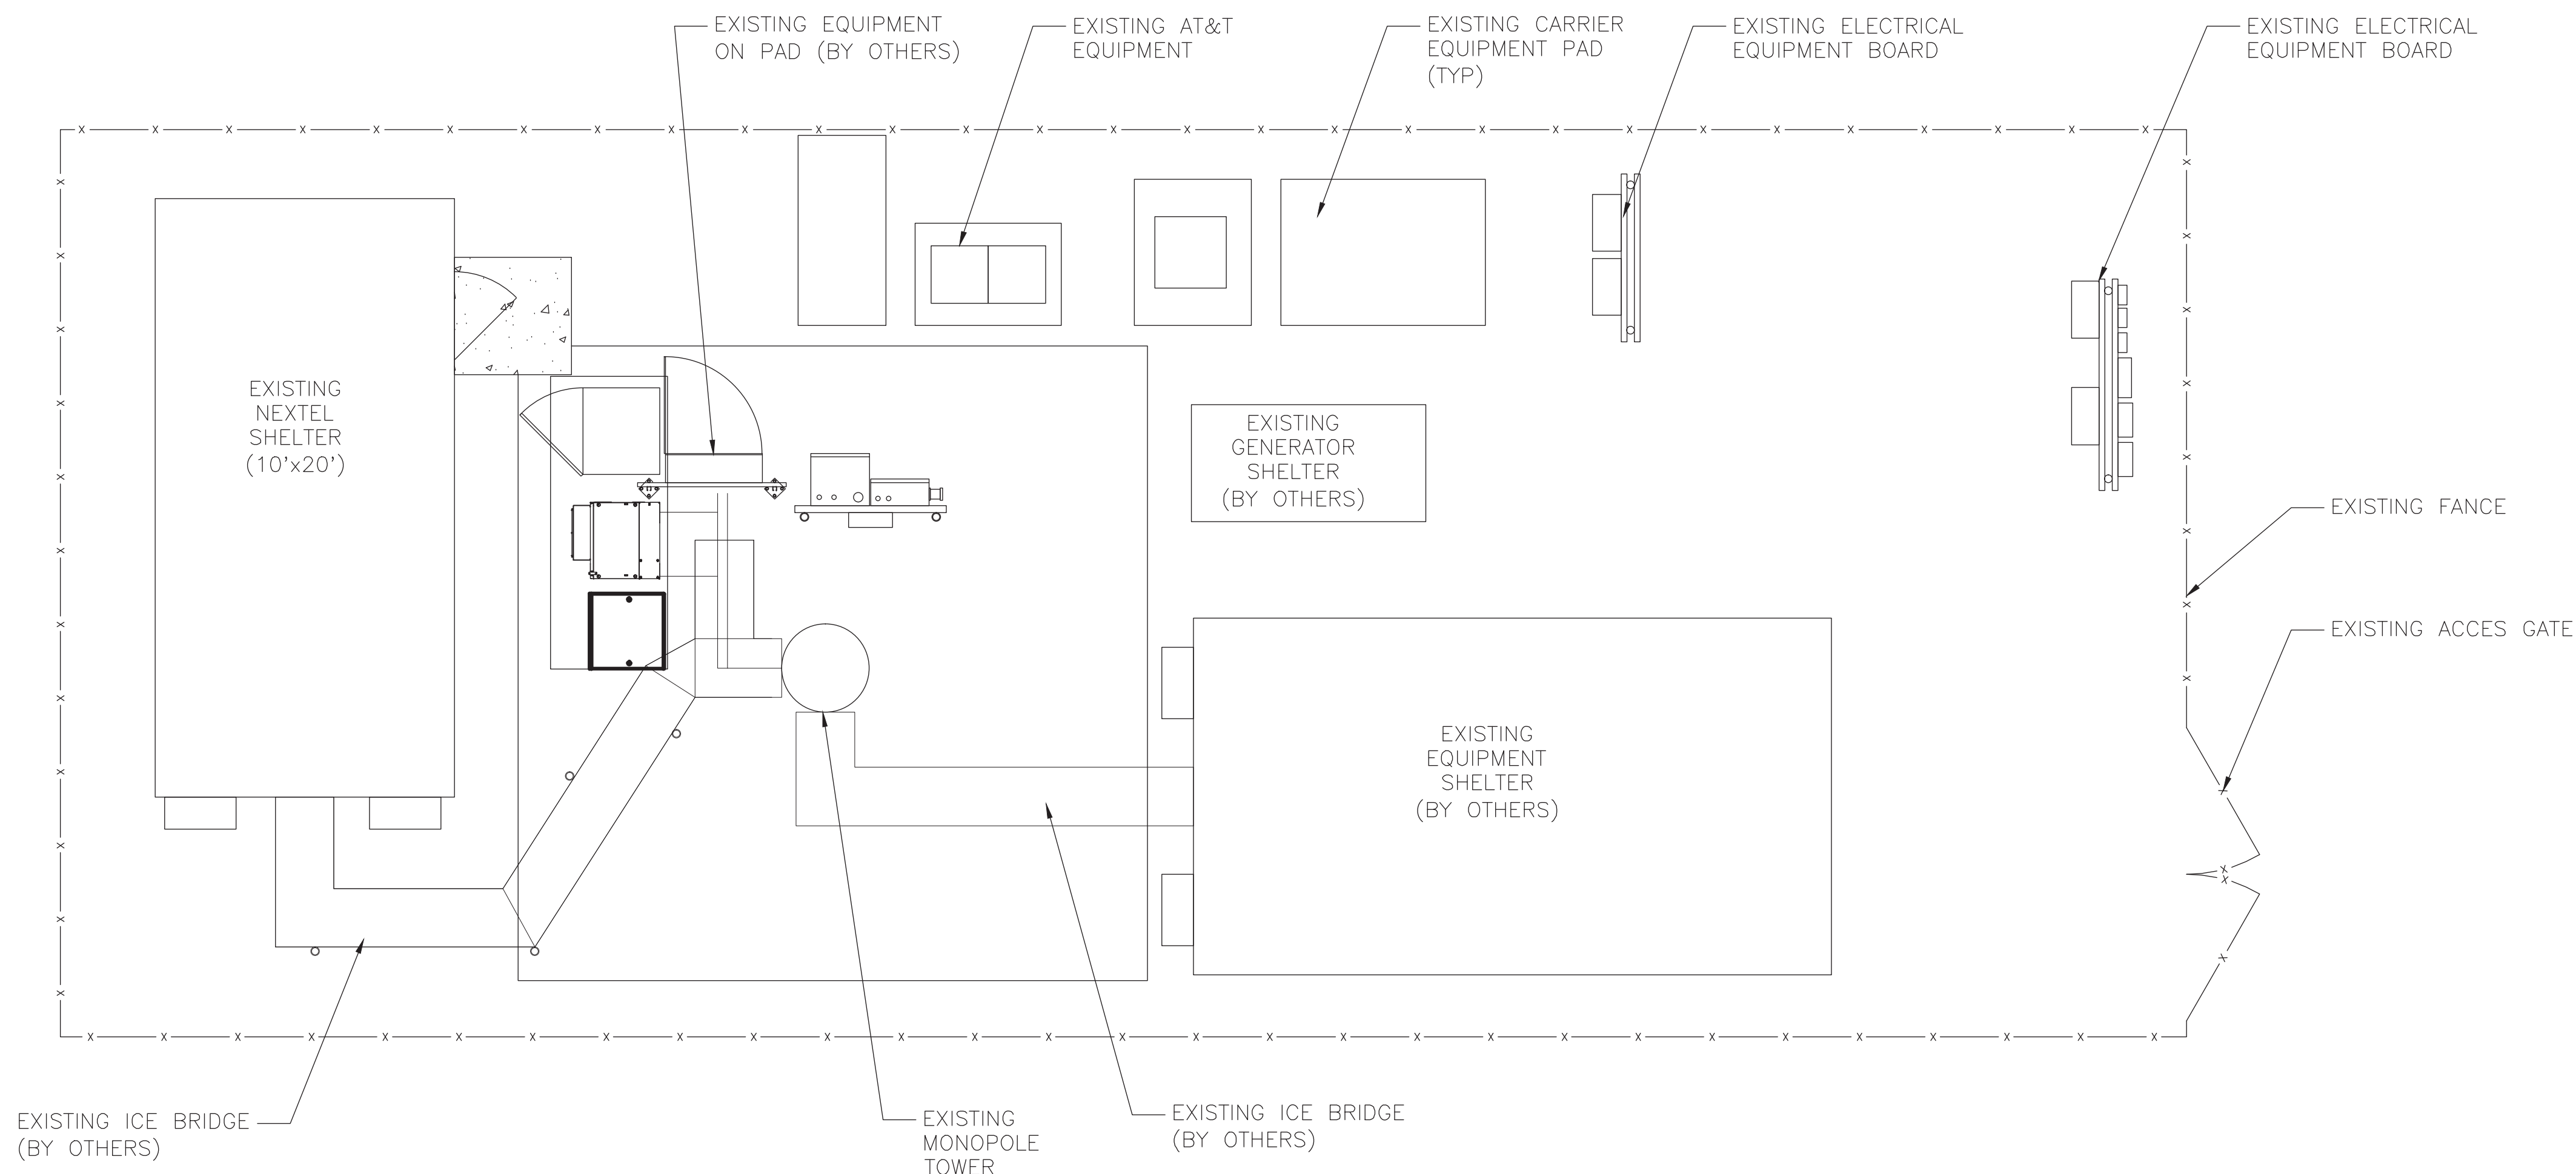 EXISTING EQUIPMENT
ON PAD (BY OTHERS)
EXISTING AT&T
EQUIPMENT
EXISTING CARRIER
EQUIPMENT PAD
(TYP)
EXISTING ELECTRICAL
EQUIPMENT BOARD
EXISTING ELECTRICAL
EQUIPMENT BOARD
EXISTING
NEXTEL
SHELTER
(10'x20')
EXISTING
GENERATOR
SHELTER
(BY OTHERS)
EXISTING FANCE
EXISTING ACCES GATE
EXISTING
EQUIPMENT
SHELTER
(BY OTHERS)
EXISTING ICE BRIDGE
(BY OTHERS)
EXISTING
MONOPOLE
TOWER
EXISTING ICE BRIDGE
(BY OTHERS)